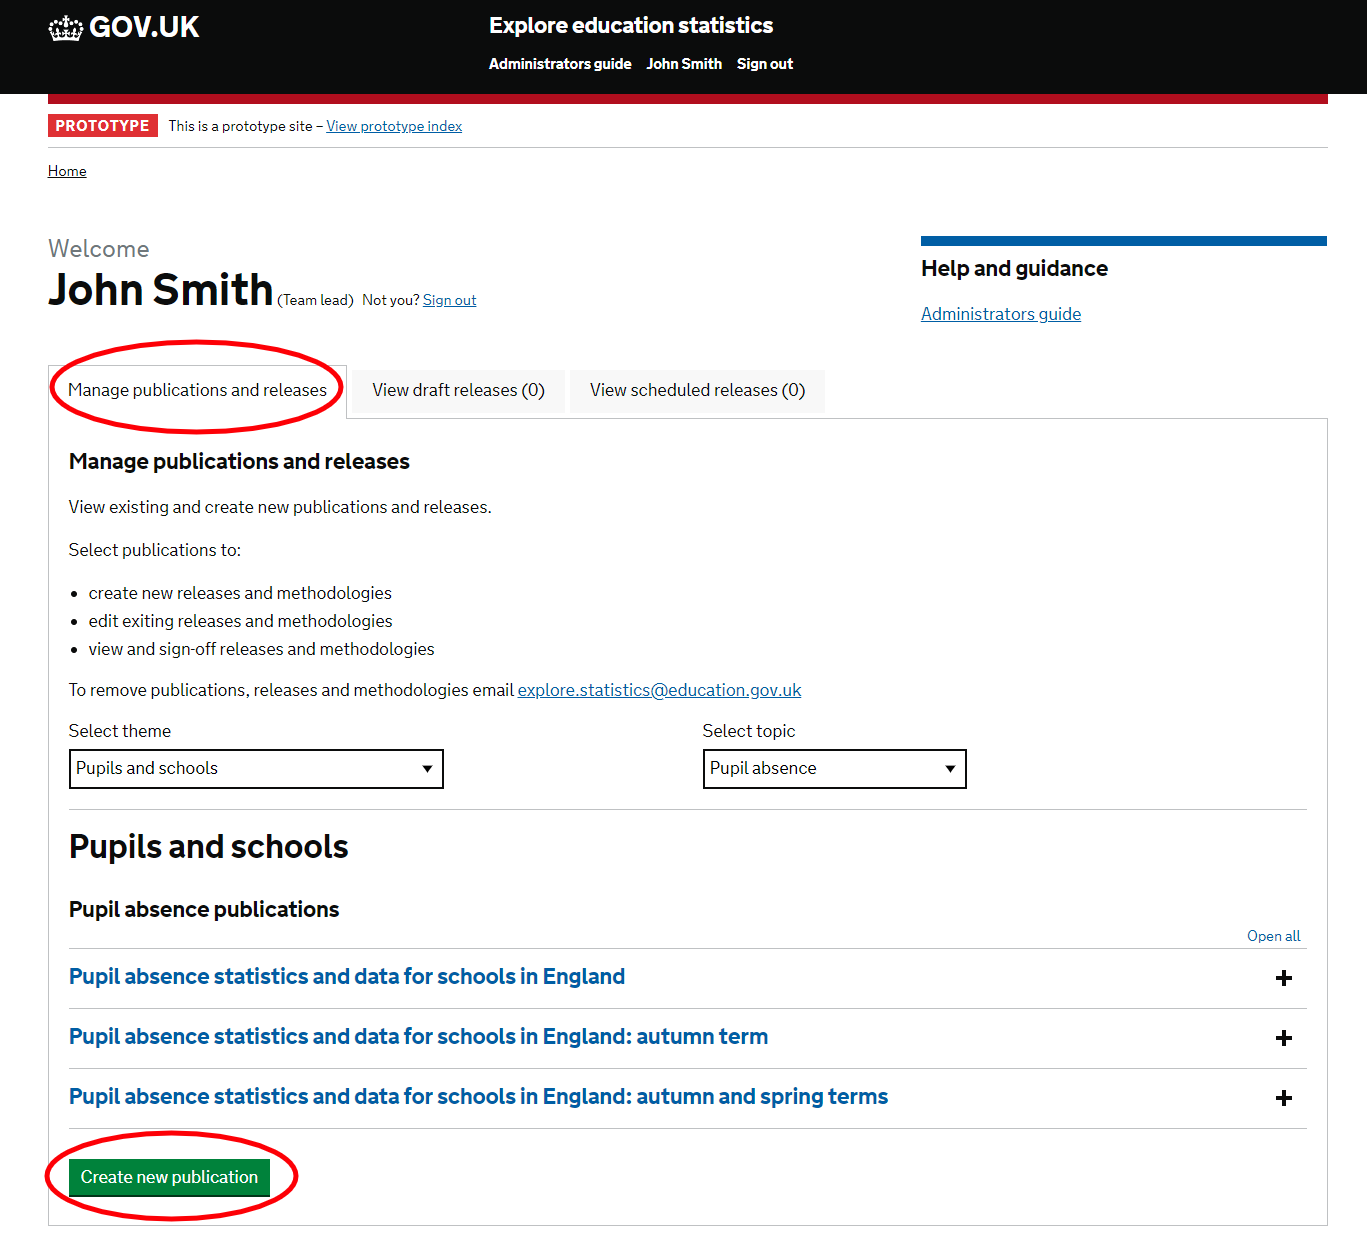 GOV.UK
Explore education statistics
Administrators guide John Smith Sign out
PROTOTYPE This is a prototype site – View prototype index
Home
Welcome
John Smith (Team lead) Not you? Sign out
Help and guidance
Administrators guide
Manage publications and releases
View draft releases (0)
View scheduled releases (0)
Manage publications and releases
View existing and create new publications and releases.
Select publications to:
• create new releases and methodologies
• edit exiting releases and methodologies
• view and sign-off releases and methodologies
To remove publications, releases and methodologies email explore.statistics@education.gov.uk
Select theme
Pupils and schools
Select topic
Pupil absence
Pupils and schools
Pupil absence publications
Open all
Pupil absence statistics and data for schools in England
Pupil absence statistics and data for schools in England: autumn term
Pupil absence statistics and data for schools in England: autumn and spring terms
Create new publication